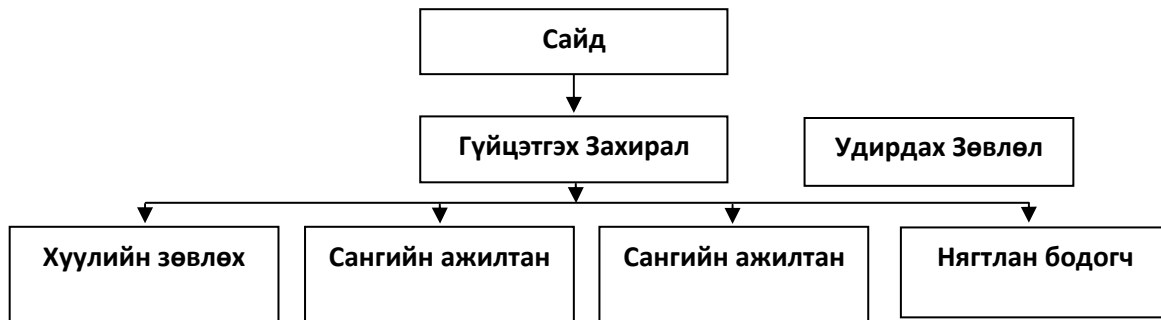 Сайд
Гүйцэтгэх Захирал
Удирдах Зөвлөл
Хуулийн зөвлөх
Сангийн ажилтан
Сангийн ажилтан
Нягтлан бодогч